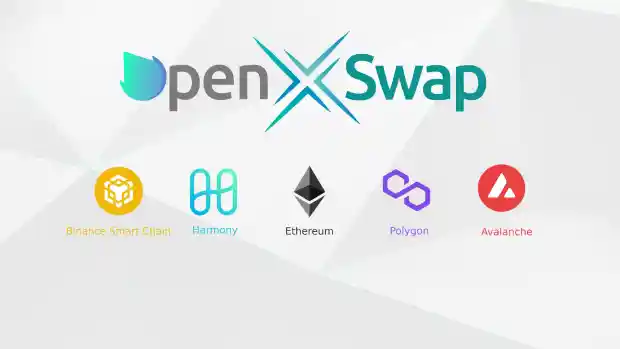 OpenXSwap
Binance Smart Chain
Harmony
Ethereum
Polygon
Avalanche